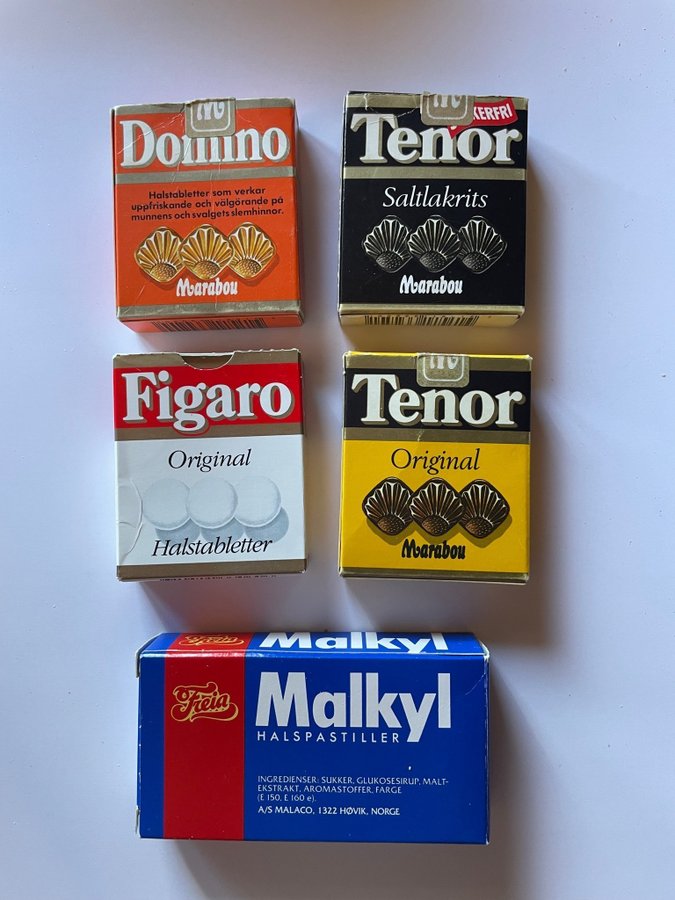 Domino
Halstabletter som verkar
uppfriskande och välgörande på
munnens och svalgets slemhinnor.
Marabou
KERFRI
Tenor
Saltlakrits
Marabou
Figaro
Original
Halstabletter
M
Tenor
Original
Marabou
Freia
Malkyl
Freia
Malkyl
HALSPASTILLER
INGREDIENSER: SUKKER, GLUKOSESIRUP, MALT-
EKSTRAKT, AROMASTOFFER, FARGE
(E 150, E 160 e).
A/S MALACO, 1322 HØVIK, NORGE